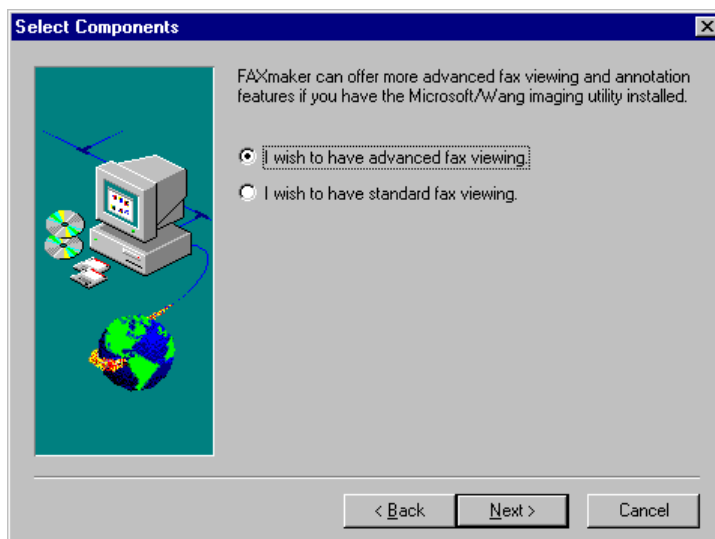 Select Components
FAXmaker can offer more advanced fax viewing and annotation
features if you have the Microsoft/Wang imaging utility installed.
I wish to have advanced fax viewing.
I wish to have standard fax viewing.
< Back
Next >
Cancel